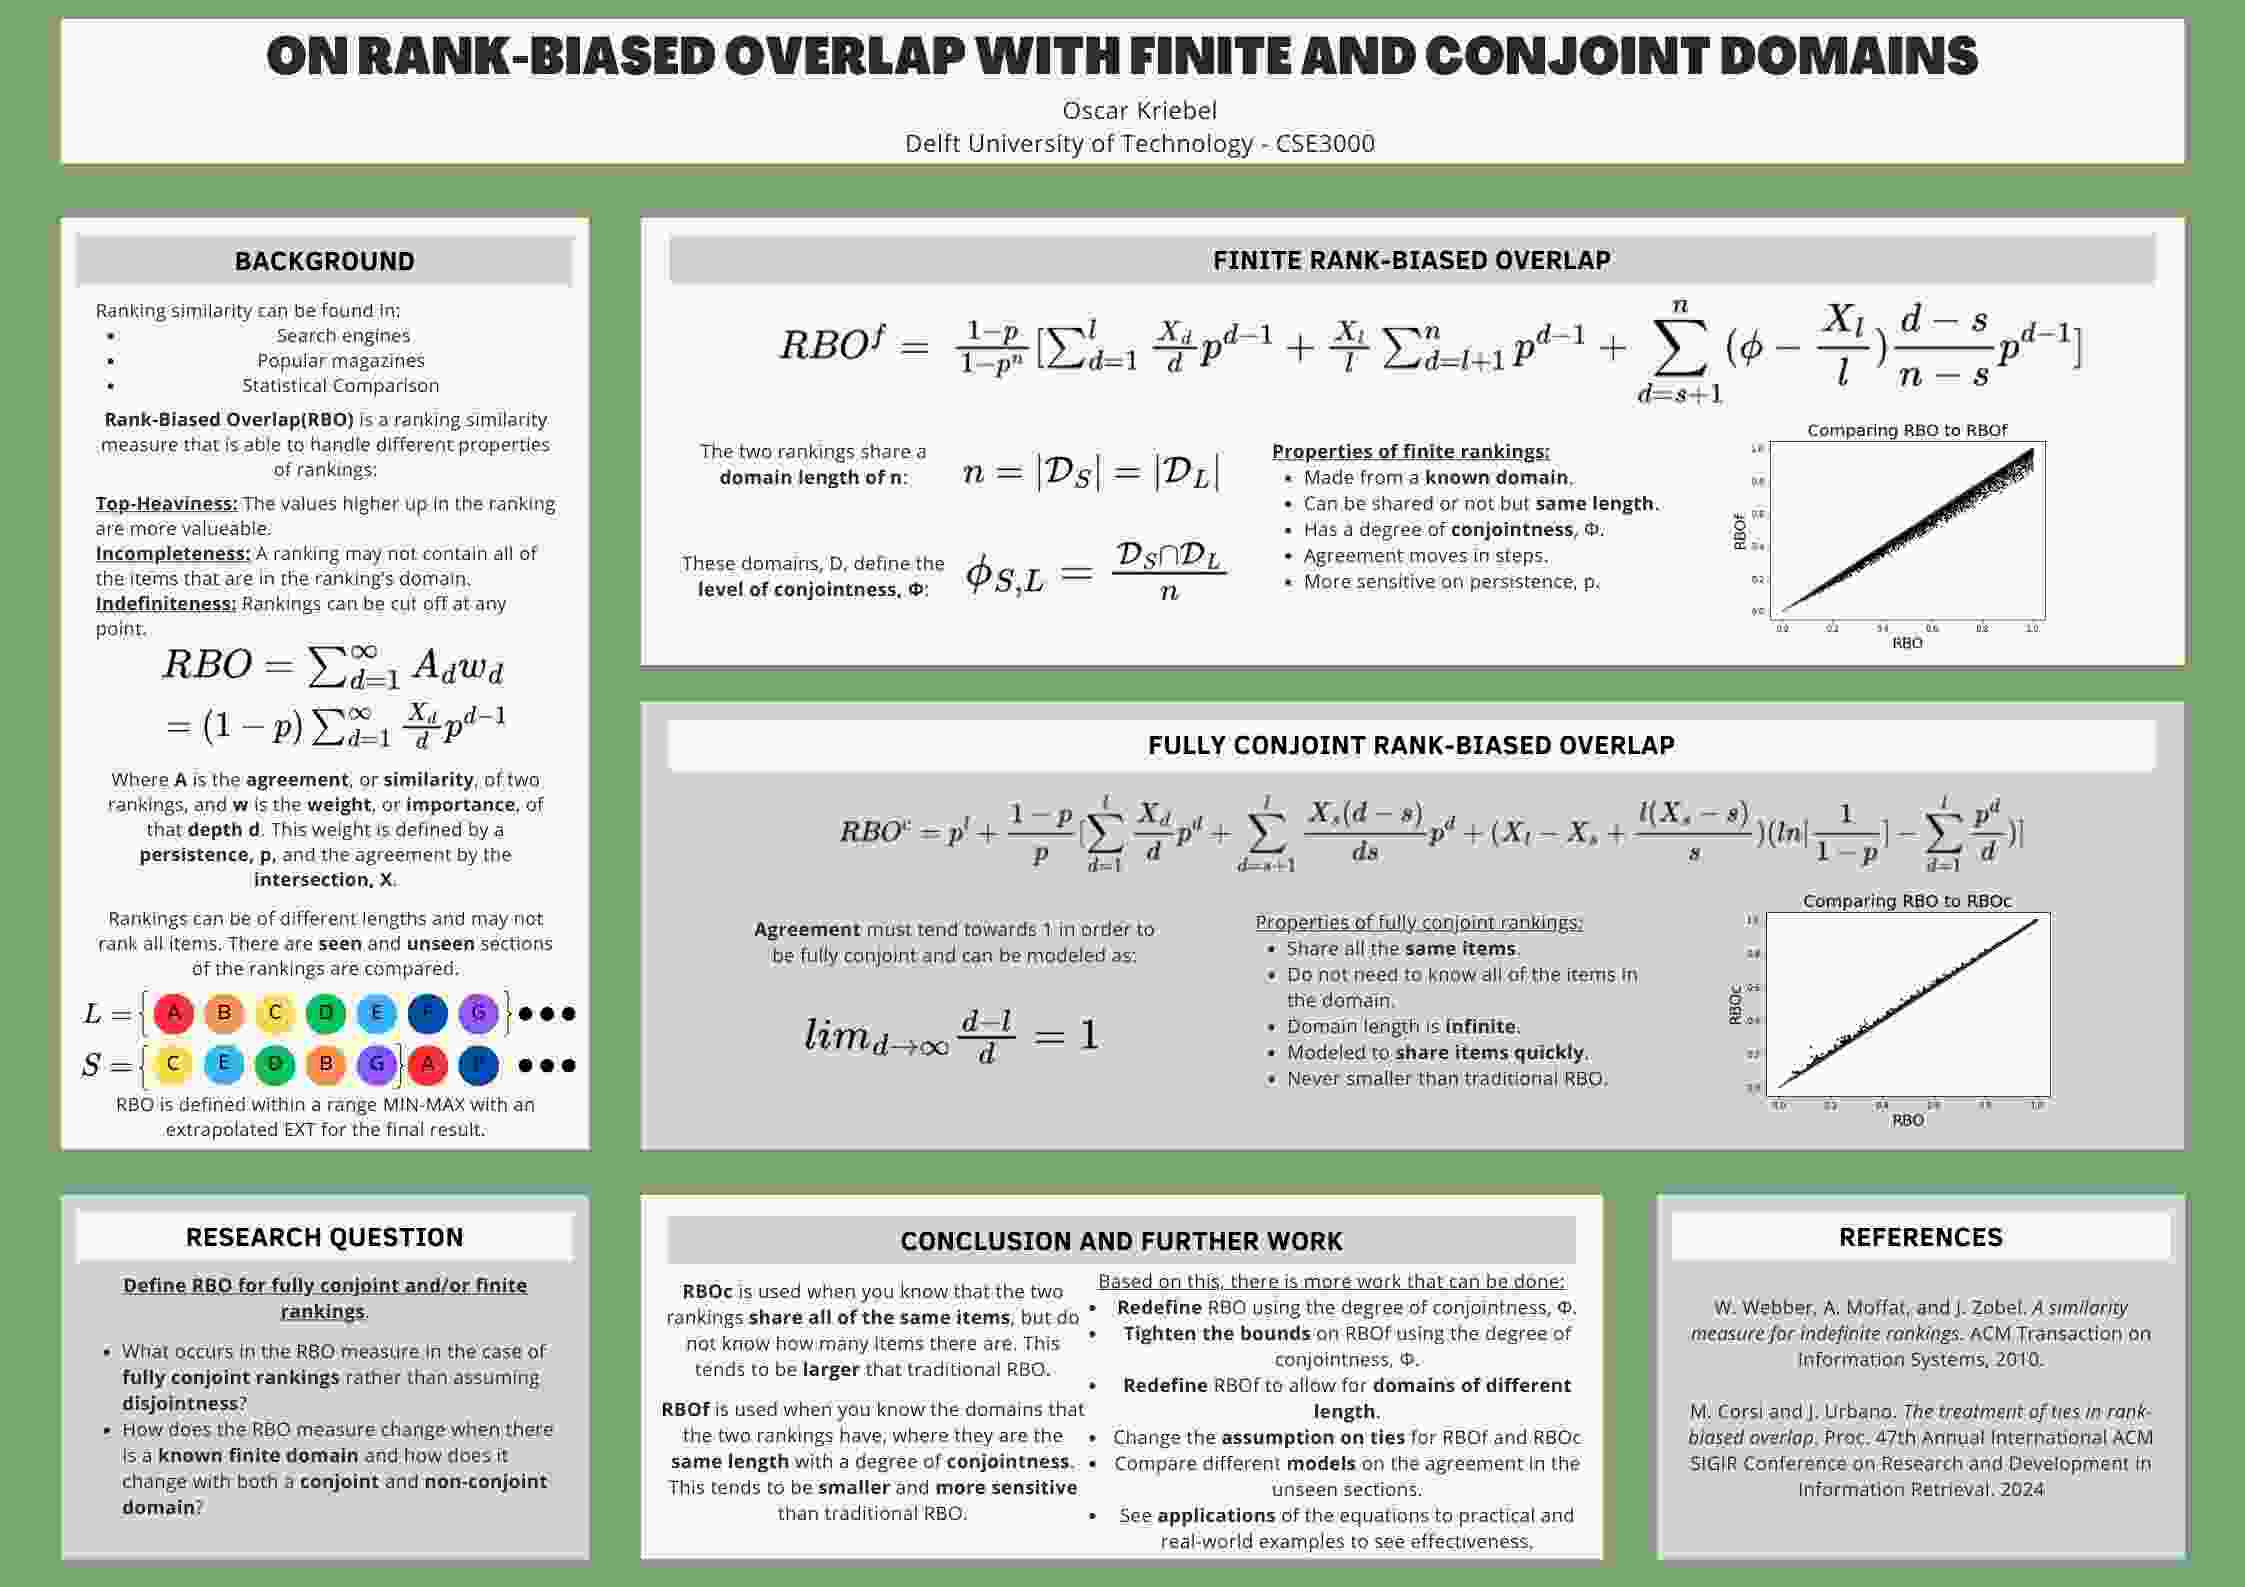 ON RANK-BIASED OVERLAP WITH FINITE AND CONJOINT DOMAINS
Oscar Kriebel
Delft University of Technology - CSE3000
BACKGROUND
Ranking similarity can be found in:
• Search engines
• Popular magazines
• Statistical Comparison
Rank-Biased Overlap(RBO) is a ranking similarity
measure that is able to handle different properties
of rankings:
Top-Heaviness: The values higher up in the ranking
are more valueable.
Incompleteness: A ranking may not contain all of
the items that are in the ranking's domain.
Indefiniteness: Rankings can be cut off at any
point.
RBO = ∑_{d=1}^{∞} A_d w_d
= (1 − p) ∑_{d=1}^{∞} \frac{X_d}{d} p^{d−1}
Where A is the agreement, or similarity, of two
rankings, and w is the weight, or importance, of
that depth d. This weight is defined by a
persistence, p, and the agreement by the
intersection, X.
Rankings can be of different lengths and may not
rank all items. There are seen and unseen sections
of the rankings are compared.
L = { A B C D E F G } •••
S = { C E D B G } A F •••
RBO is defined within a range MIN-MAX with an
extrapolated EXT for the final result.
FINITE RANK-BIASED OVERLAP
RBO^f = \frac{1−p}{1−p^n} [∑_{d=1}^{l} \frac{X_d}{d} p^{d−1} + \frac{X_l}{l} ∑_{d=l+1}^{n} p^{d−1} + ∑_{d=s+1}^{n} (ϕ − \frac{X_l}{l}) \frac{d − s}{n − s} p^{d−1}]
The two rankings share a
domain length of n:
n = |D_S| = |D_L|
These domains, D, define the
level of conjointness, Φ:
ϕ_{S,L} = \frac{D_S∩D_L}{n}
Properties of finite rankings:
• Made from a known domain.
• Can be shared or not but same length.
• Has a degree of conjointness, Φ.
• Agreement moves in steps.
• More sensitive on persistence, p.
Comparing RBO to RBOf
RBOf
1.0
0.8
0.6
0.4
0.2
0.0
0.0 0.2 0.4 0.6 0.8 1.0
RBO
FULLY CONJOINT RANK-BIASED OVERLAP
RBO^c = p^l + \frac{1 − p}{p} [∑_{d=1}^{l} \frac{X_d}{d} p^d + ∑_{d=s+1}^{l} \frac{X_s(d − s)}{ds} p^d + (X_l − X_s + \frac{l(X_s − s)}{s})(ln[\frac{1}{1 − p}] − ∑_{d=1}^{l} \frac{p^d}{d})]
Agreement must tend towards 1 in order to
be fully conjoint and can be modeled as:
lim_{d→∞} \frac{d−l}{d} = 1
Properties of fully conjoint rankings:
• Share all the same items.
• Do not need to know all of the items in
the domain.
• Domain length is infinite.
• Modeled to share items quickly.
• Never smaller than traditional RBO.
Comparing RBO to RBOc
RBOc
1.0
0.8
0.6
0.4
0.2
0.0
0.0 0.2 0.4 0.6 0.8 1.0
RBO
RESEARCH QUESTION
Define RBO for fully conjoint and/or finite
rankings.
• What occurs in the RBO measure in the case of
fully conjoint rankings rather than assuming
disjointness?
• How does the RBO measure change when there
is a known finite domain and how does it
change with both a conjoint and non-conjoint
domain?
CONCLUSION AND FURTHER WORK
RBOc is used when you know that the two
rankings share all of the same items, but do
not know how many items there are. This
tends to be larger that traditional RBO.
RBOf is used when you know the domains that
the two rankings have, where they are the
same length with a degree of conjointness.
This tends to be smaller and more sensitive
than traditional RBO.
Based on this, there is more work that can be done:
• Redefine RBO using the degree of conjointness, Φ.
• Tighten the bounds on RBOf using the degree of
conjointness, Φ.
• Redefine RBOf to allow for domains of different
length.
• Change the assumption on ties for RBOf and RBOc
• Compare different models on the agreement in the
unseen sections.
• See applications of the equations to practical and
real-world examples to see effectiveness.
REFERENCES
W. Webber, A. Moffat, and J. Zobel. A similarity
measure for indefinite rankings. ACM Transaction on
Information Systems, 2010.
M. Corsi and J. Urbano. The treatment of ties in rank-
biased overlap. Proc. 47th Annual International ACM
SIGIR Conference on Research and Development in
Information Retrieval. 2024